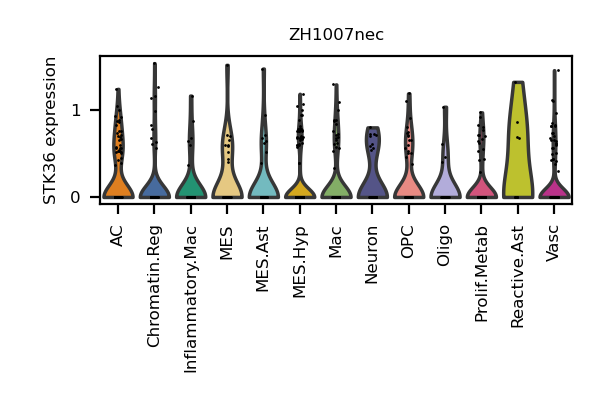 ZH1007nec
STK36 expression
1
0
AC
Chromatin.Reg
Inflammatory.Mac
MES
MES.Ast
MES.Hyp
Mac
Neuron
OPC
Oligo
Prolif.Metab
Reactive.Ast
Vasc